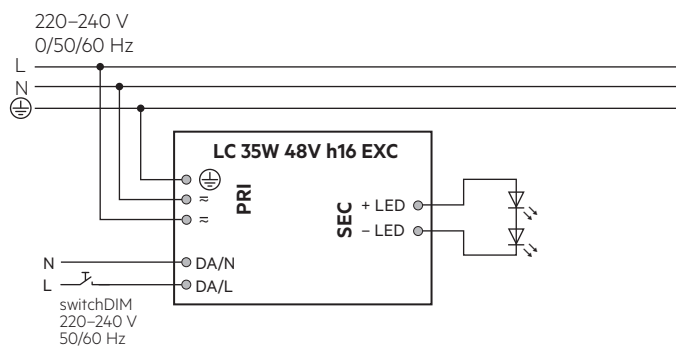 220–240 V
0/50/60 Hz
L
N
LC 35W 48V h16 EXC
PRI
≂
≂
SEC
+ LED
– LED
N
DA/N
L
DA/L
switchDIM
220–240 V
50/60 Hz